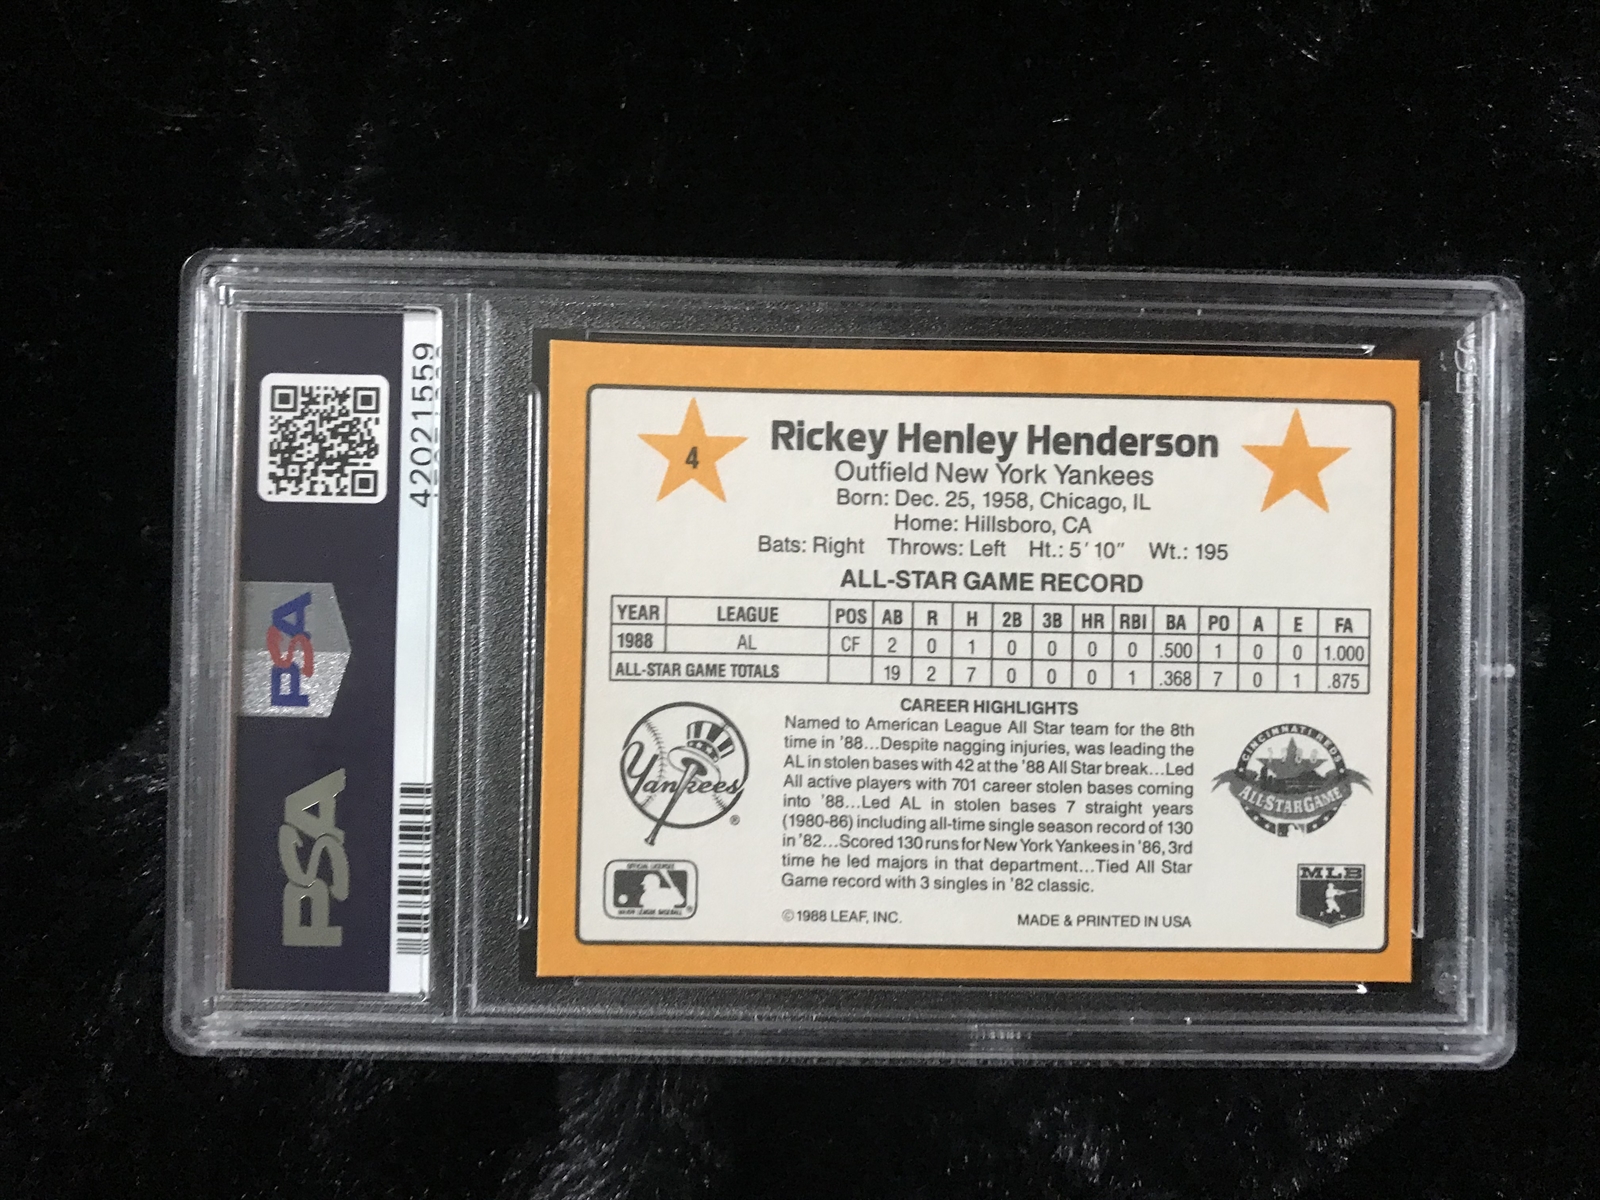 42021559
PSA
PSA
4
Rickey Henley Henderson
Outfield New York Yankees
Born: Dec. 25, 1958, Chicago, IL
Home: Hillsboro, CA
Bats: Right Throws: Left Ht.: 5' 10" Wt.: 195
ALL-STAR GAME RECORD
YEAR LEAGUE POS AB R H 2B 3B HR RBI BA PO A E FA
1988 AL CF 2 0 1 0 0 0 0 .500 1 0 0 1.000
ALL-STAR GAME TOTALS 19 2 7 0 0 0 1 .368 7 0 1 .875
CAREER HIGHLIGHTS
Named to American League All Star team for the 8th
time in '88...Despite nagging injuries, was leading the
AL in stolen bases with 42 at the '88 All Star break...Led
All active players with 701 career stolen bases coming
into '88...Led AL in stolen bases 7 straight years
(1980-86) including all-time single season record of 130
in '82...Scored 130 runs for New York Yankees in '86, 3rd
time he led majors in that department...Tied All Star
Game record with 3 singles in '82 classic.
© 1988 LEAF, INC. MADE & PRINTED IN USA
Yankees
®
CINCINNATI REDS
1988
ALL-STAR GAME
MLB